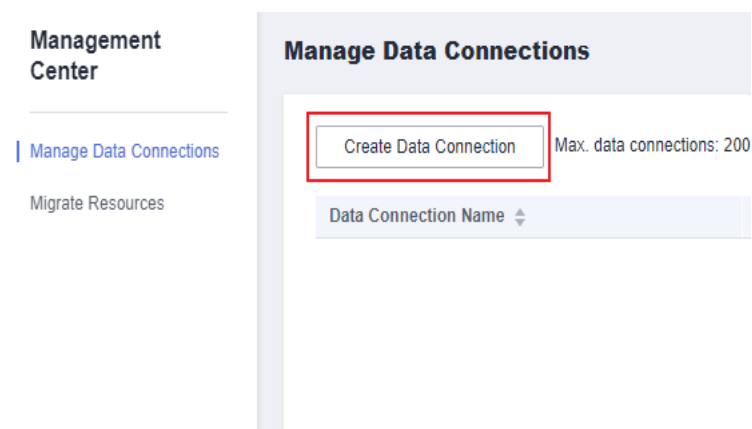 Management
Center
Manage Data Connections
Migrate Resources
Manage Data Connections
Create Data Connection
Max. data connections: 200
Data Connection Name